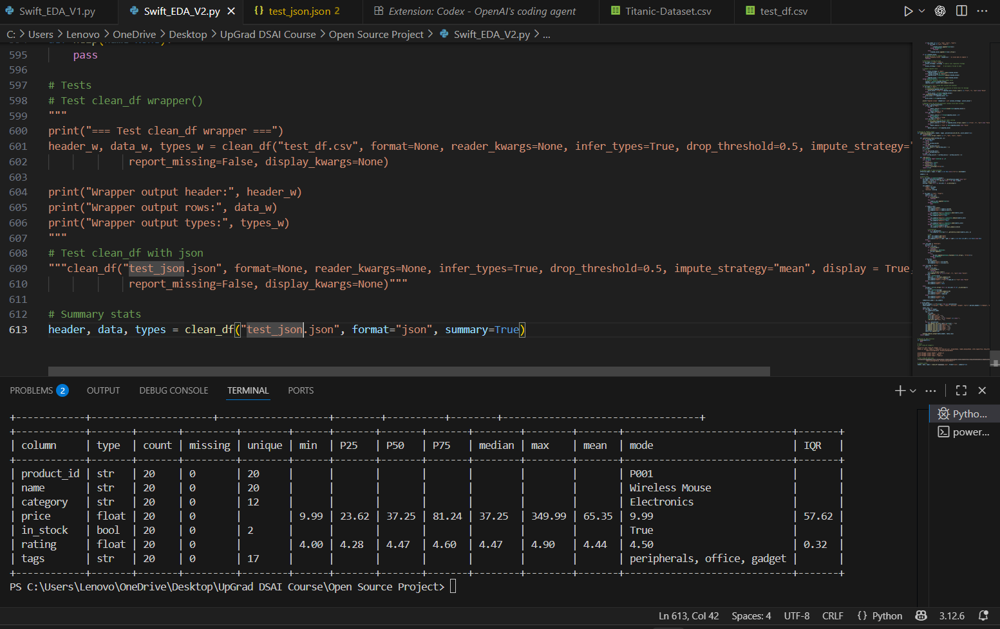 Swift_EDA_V1.py Swift_EDA_V2.py test_json.json 2 Extension: Codex - OpenAI's coding agent Titanic-Dataset.csv test_df.csv
C: > Users > Lenovo > OneDrive > Desktop > UpGrad DSAI Course > Open Source Project > Swift_EDA_V2.py > ...
595 pass
596
597 # Tests
598 # Test clean_df wrapper()
599 """
600 print("=== Test clean_df wrapper ===")
601 header_w, data_w, types_w = clean_df("test_df.csv", format=None, reader_kwargs=None, infer_types=True, drop_threshold=0.5, impute_strategy="
602 report_missing=False, display_kwargs=None)
603
604 print("Wrapper output header:", header_w)
605 print("Wrapper output rows:", data_w)
606 print("Wrapper output types:", types_w)
607 """
608 # Test clean_df with json
609 """clean_df("test_json.json", format=None, reader_kwargs=None, infer_types=True, drop_threshold=0.5, impute_strategy="mean", display = True,
610 report_missing=False, display_kwargs=None)"""
611
612 # Summary stats
613 header, data, types = clean_df("test_json.json", format="json", summary=True)
PROBLEMS 2 OUTPUT DEBUG CONSOLE TERMINAL PORTS
Pytho...
power...
| column | type | count | missing | unique | min | P25 | P50 | P75 | median | max | mean | mode | IQR |
| product_id | str | 20 | 0 | 20 | | | | | | | | P001 | |
| name | str | 20 | 0 | 20 | | | | | | | | Wireless Mouse | |
| category | str | 20 | 0 | 12 | | | | | | | | Electronics | |
| price | float | 20 | 0 | | 9.99 | 23.62 | 37.25 | 81.24 | 37.25 | 349.99 | 65.35 | 9.99 | 57.62 |
| in_stock | bool | 20 | 0 | 2 | | | | | | | | True | |
| rating | float | 20 | 0 | | 4.00 | 4.28 | 4.47 | 4.60 | 4.47 | 4.90 | 4.44 | 4.50 | 0.32 |
| tags | str | 20 | 0 | 17 | | | | | | | | peripherals, office, gadget | |
PS C:\Users\Lenovo\OneDrive\Desktop\UpGrad DSAI Course\Open Source Project>
Ln 613, Col 42 Spaces: 4 UTF-8 CRLF {} Python 3.12.6